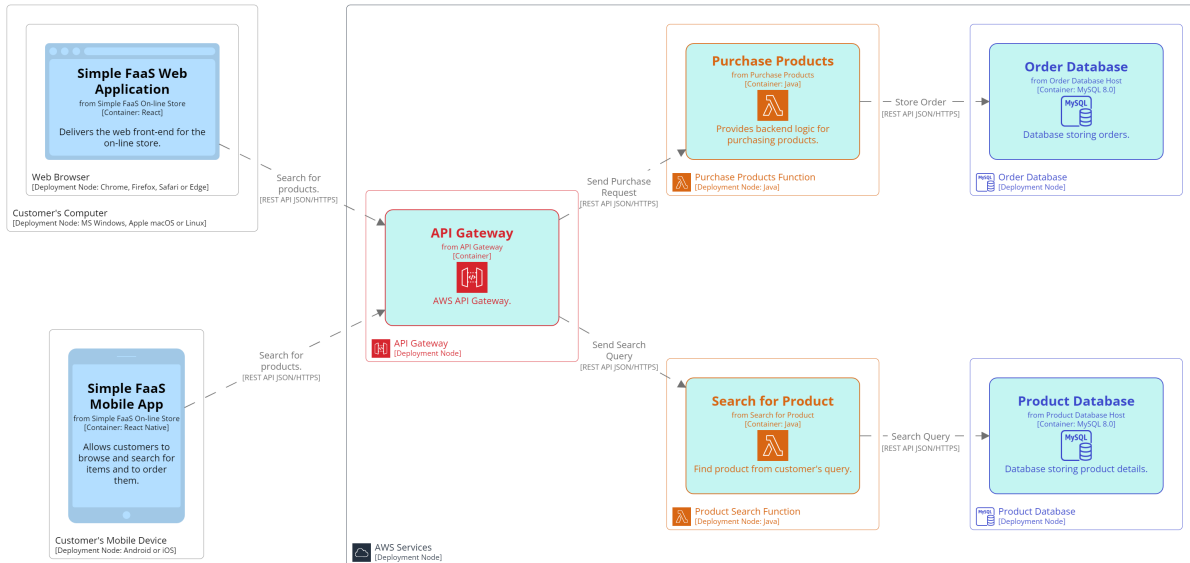 Simple FaaS Web
Application
from Simple FaaS On-line Store
[Container: React]
Delivers the web front-end for the
on-line store.
Web Browser
[Deployment Node: Chrome, Firefox, Safari or Edge]
Customer's Computer
[Deployment Node: MS Windows, Apple macOS or Linux]
Search for
products.
[REST API JSON/HTTPS]
Simple FaaS
Mobile App
from Simple FaaS On-line Store
[Container: React Native]
Allows customers to
browse and search for
items and to order
them.
Customer's Mobile Device
[Deployment Node: Android or iOS]
Search for
products.
[REST API JSON/HTTPS]
API Gateway
from API Gateway
[Container]
AWS API Gateway.
API Gateway
[Deployment Node]
Send Purchase
Request
[REST API JSON/HTTPS]
Send Search
Query
[REST API JSON/HTTPS]
Purchase Products
from Purchase Products
[Container: Java]
Provides backend logic for
purchasing products.
Purchase Products Function
[Deployment Node: Java]
Store Order
[REST API JSON/HTTPS]
Order Database
from Order Database Host
[Container: MySQL 8.0]
MySQL
Database storing orders.
MySQL
Order Database
[Deployment Node]
Search for Product
from Search for Product
[Container: Java]
Find product from customer's query.
Product Search Function
[Deployment Node: Java]
Search Query
[REST API JSON/HTTPS]
Product Database
from Product Database Host
[Container: MySQL 8.0]
MySQL
Database storing product details.
MySQL
Product Database
[Deployment Node]
AWS Services
[Deployment Node]